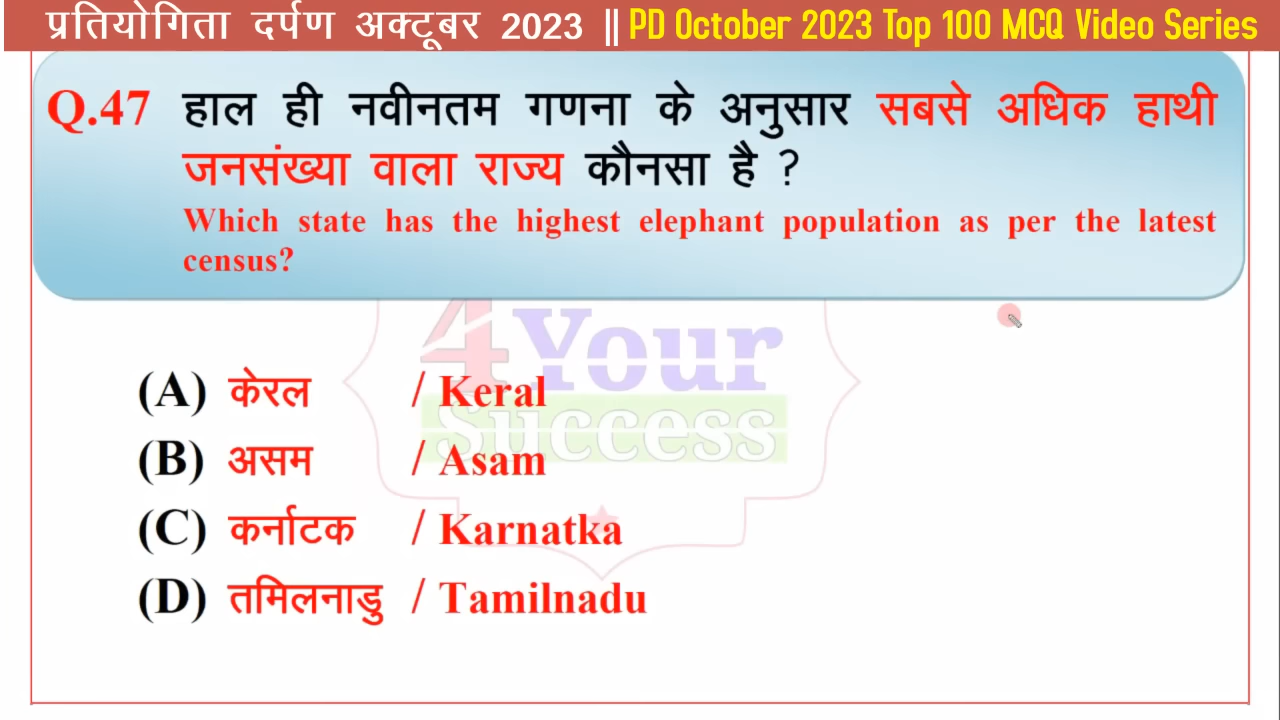 प्रतियोगिता दर्पण अक्टूबर 2023 || PD October 2023 Top 100 MCQ Video Series
Q.47 हाल ही नवीनतम गणना के अनुसार सबसे अधिक हाथी
जनसंख्या वाला राज्य कौनसा है ?
Which state has the highest elephant population as per the latest
census?
4Your
Success
(A) केरल / Keral
(B) असम / Asam
(C) कर्नाटक / Karnatka
(D) तमिलनाडु / Tamilnadu